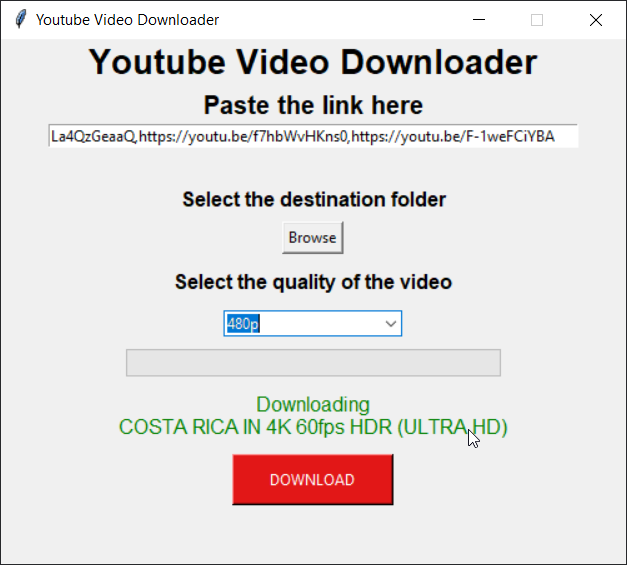 Youtube Video Downloader
Youtube Video Downloader
Paste the link here
La4QzGeaaQ,https://youtu.be/f7hbWvHKns0,https://youtu.be/F-1weFCiYBA
Select the destination folder
Browse
Select the quality of the video
480p
Downloading
COSTA RICA IN 4K 60fps HDR (ULTRA HD)
DOWNLOAD